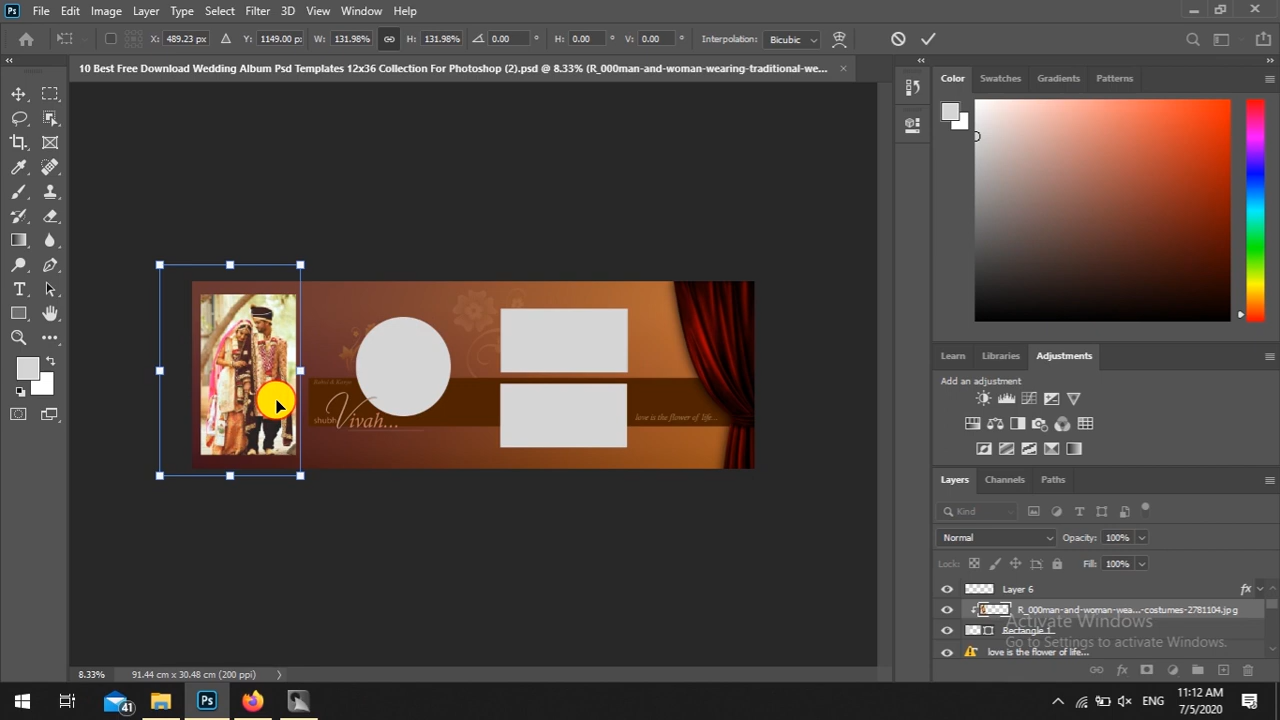 Ps File Edit Image Layer Type Select Filter 3D View Window Help
X: 489.23 px Y: 1149.00 px W: 131.98% H: 131.98% 0.00 ° H: 0.00 ° V: 0.00 ° Interpolation: Bicubic
10 Best Free Download Wedding Album Psd Templates 12x36 Collection For Photoshop (2).psd @ 8.33% (R_000man-and-woman-wearing-traditional-we... ×
Color Swatches Gradients Patterns
shubh Vivah...
love is the flower of life...
Learn Libraries Adjustments
Add an adjustment
Layers Channels Paths
Kind
Normal Opacity: 100%
Lock: Fill: 100%
Layer 6 fx
R_000man-and-woman-wea...-costumes-2781104.jpg
Rectangle 1
love is the flower of life...
Activate Windows
Go to Settings to activate Windows.
8.33% 91.44 cm x 30.48 cm (200 ppi)
41 Ps ENG 11:12 AM
7/5/2020